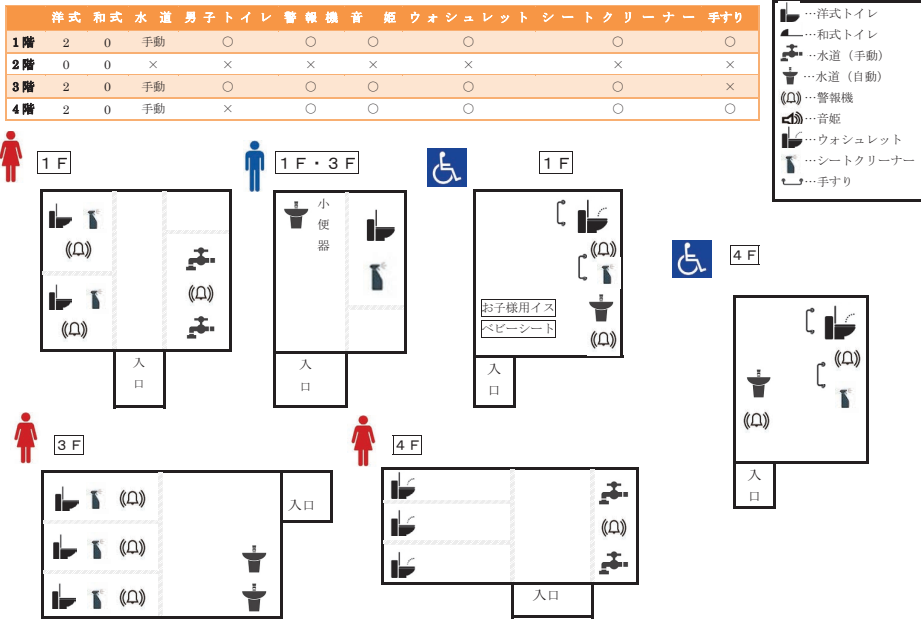 洋式 和式 水道 男子トイレ 警報機 音姫 ウォシュレット シートクリーナー 手すり
1階 2 0 手動 〇 〇 〇 〇 〇 〇
2階 0 0 × × × × × × ×
3階 2 0 手動 〇 〇 〇 〇 〇 ×
4階 2 0 手動 × 〇 〇 〇 〇 〇
…洋式トイレ
…和式トイレ
…水道（手動）
…水道（自動）
…警報機
…音姫
…ウォシュレット
…シートクリーナー
…手すり
1F
1F・3F
1F
4F
小便器
お子様用イス
ベビーシート
入口
入口
入口
入口
3F
4F
入口
入口